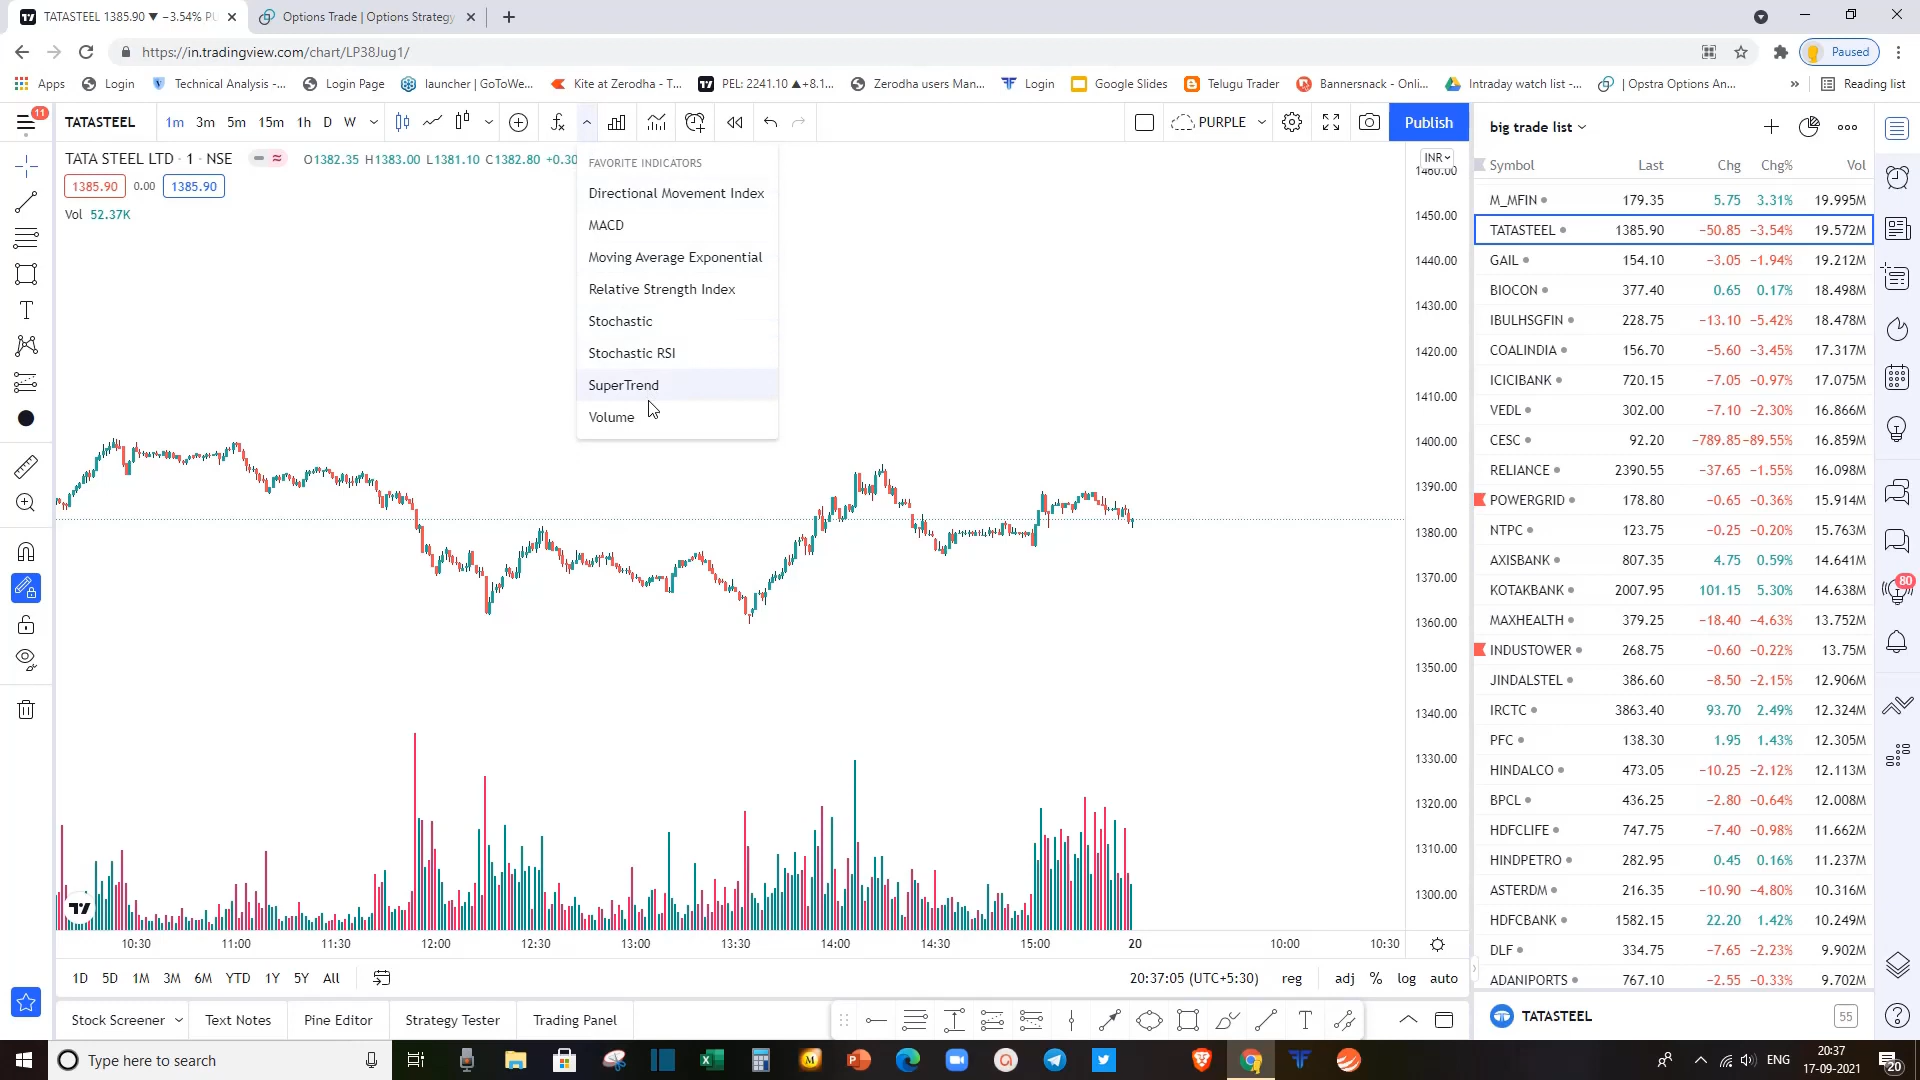 TATASTEEL 1385.90 ▼ −3.54% PU
Options Trade | Options Strategy
https://in.tradingview.com/chart/LP38Jug1/
Paused
Apps
Login
Technical Analysis -...
Login Page
launcher | GoToWe...
Kite at Zerodha - T...
PEL: 2241.10 ▲+8.1...
Zerodha users Man...
Login
Google Slides
Telugu Trader
Bannersnack - Onli...
Intraday watch list -...
| Opstra Options An...
»
Reading list
11
TATASTEEL
1m 3m 5m 15m 1h D W
PURPLE
Publish
TATA STEEL LTD · 1 · NSE
O1382.35 H1383.00 L1381.10 C1382.80 +0.30
1385.90 0.00 1385.90
Vol 52.37K
FAVORITE INDICATORS
Directional Movement Index
MACD
Moving Average Exponential
Relative Strength Index
Stochastic
Stochastic RSI
SuperTrend
Volume
INR
1460.00
1450.00
1440.00
1430.00
1420.00
1410.00
1400.00
1390.00
1380.00
1370.00
1360.00
1350.00
1340.00
1330.00
1320.00
1310.00
1300.00
10:30 11:00 11:30 12:00 12:30 13:00 13:30 14:00 14:30 15:00 20 10:00 10:30
1D 5D 1M 3M 6M YTD 1Y 5Y All
20:37:05 (UTC+5:30) reg adj % log auto
Stock Screener Text Notes Pine Editor Strategy Tester Trading Panel
big trade list
Symbol Last Chg Chg% Vol
M_MFIN 179.35 5.75 3.31% 19.995M
TATASTEEL 1385.90 −50.85 −3.54% 19.572M
GAIL 154.10 −3.05 −1.94% 19.212M
BIOCON 377.40 0.65 0.17% 18.498M
IBULHSGFIN 228.75 −13.10 −5.42% 18.478M
COALINDIA 156.70 −5.60 −3.45% 17.317M
ICICIBANK 720.15 −7.05 −0.97% 17.075M
VEDL 302.00 −7.10 −2.30% 16.866M
CESC 92.20 −789.85 −89.55% 16.859M
RELIANCE 2390.55 −37.65 −1.55% 16.098M
POWERGRID 178.80 −0.65 −0.36% 15.914M
NTPC 123.75 −0.25 −0.20% 15.763M
AXISBANK 807.35 4.75 0.59% 14.641M
KOTAKBANK 2007.95 101.15 5.30% 14.638M
MAXHEALTH 379.25 −18.40 −4.63% 13.752M
INDUSTOWER 268.75 −0.60 −0.22% 13.75M
JINDALSTEL 386.60 −8.50 −2.15% 12.906M
IRCTC 3863.40 93.70 2.49% 12.324M
PFC 138.30 1.95 1.43% 12.305M
HINDALCO 473.05 −10.25 −2.12% 12.113M
BPCL 436.25 −2.80 −0.64% 12.008M
HDFCLIFE 747.75 −7.40 −0.98% 11.662M
HINDPETRO 282.95 0.45 0.16% 11.237M
ASTERDM 216.35 −10.90 −4.80% 10.316M
HDFCBANK 1582.15 22.20 1.42% 10.249M
DLF 334.75 −7.65 −2.23% 9.902M
ADANIPORTS 767.10 −2.55 −0.33% 9.702M
TATASTEEL 55
80
Type here to search
ENG
20:37
17-09-2021
20